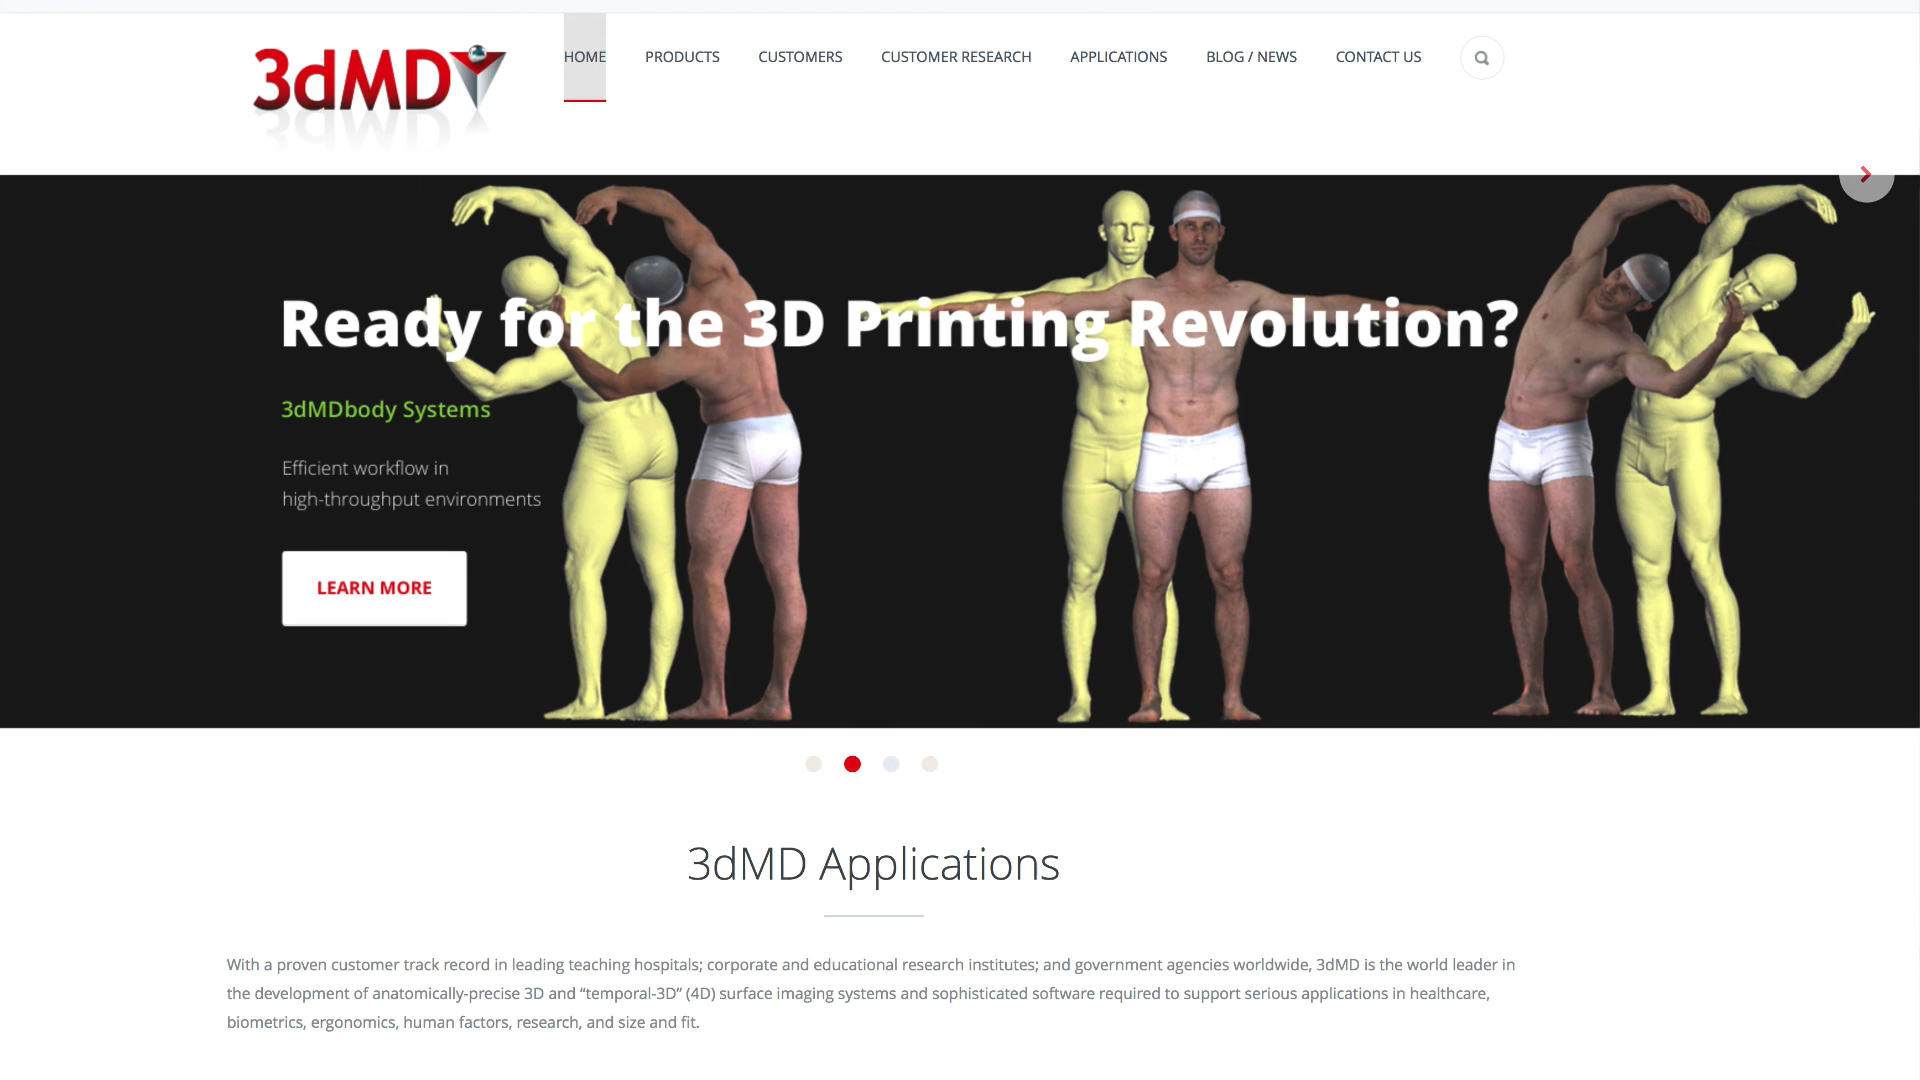 3dMD
HOME
PRODUCTS
CUSTOMERS
CUSTOMER RESEARCH
APPLICATIONS
BLOG / NEWS
CONTACT US
Ready for the 3D Printing Revolution?
3dMDbody Systems
Efficient workflow in
high-throughput environments
LEARN MORE
3dMD Applications
With a proven customer track record in leading teaching hospitals; corporate and educational research institutes; and government agencies worldwide, 3dMD is the world leader in
the development of anatomically-precise 3D and “temporal-3D” (4D) surface imaging systems and sophisticated software required to support serious applications in healthcare,
biometrics, ergonomics, human factors, research, and size and fit.